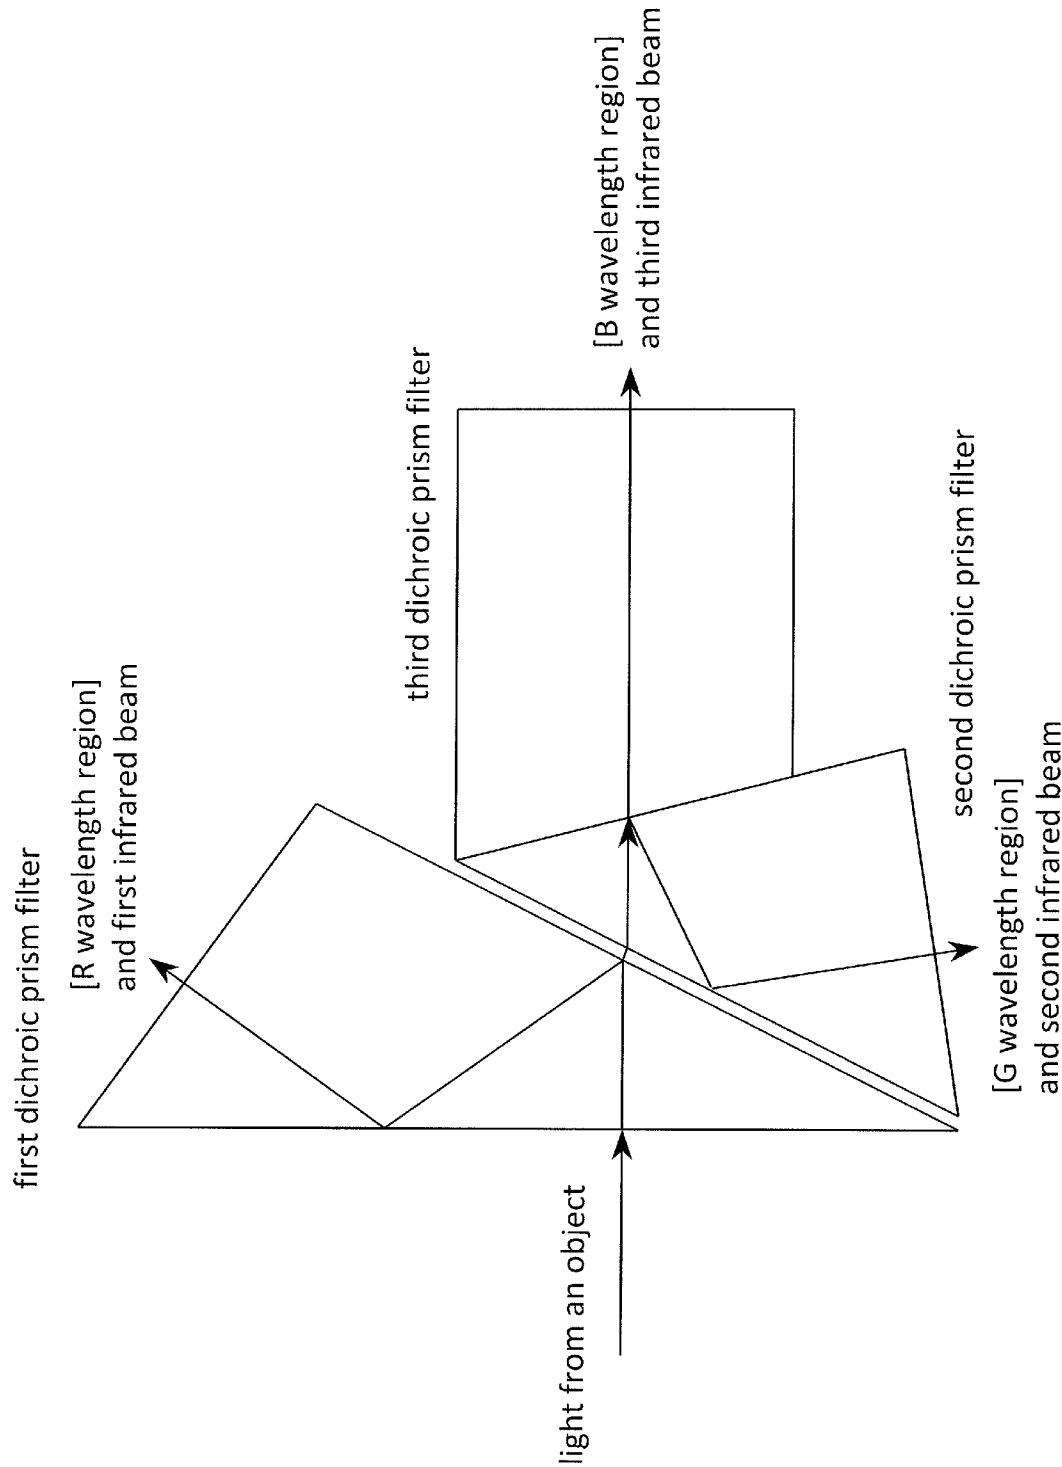 first dichroic prism filter
[R wavelength region]
and first infrared beam
third dichroic prism filter
[B wavelength region]
and third infrared beam
light from an object
second dichroic prism filter
[G wavelength region]
and second infrared beam